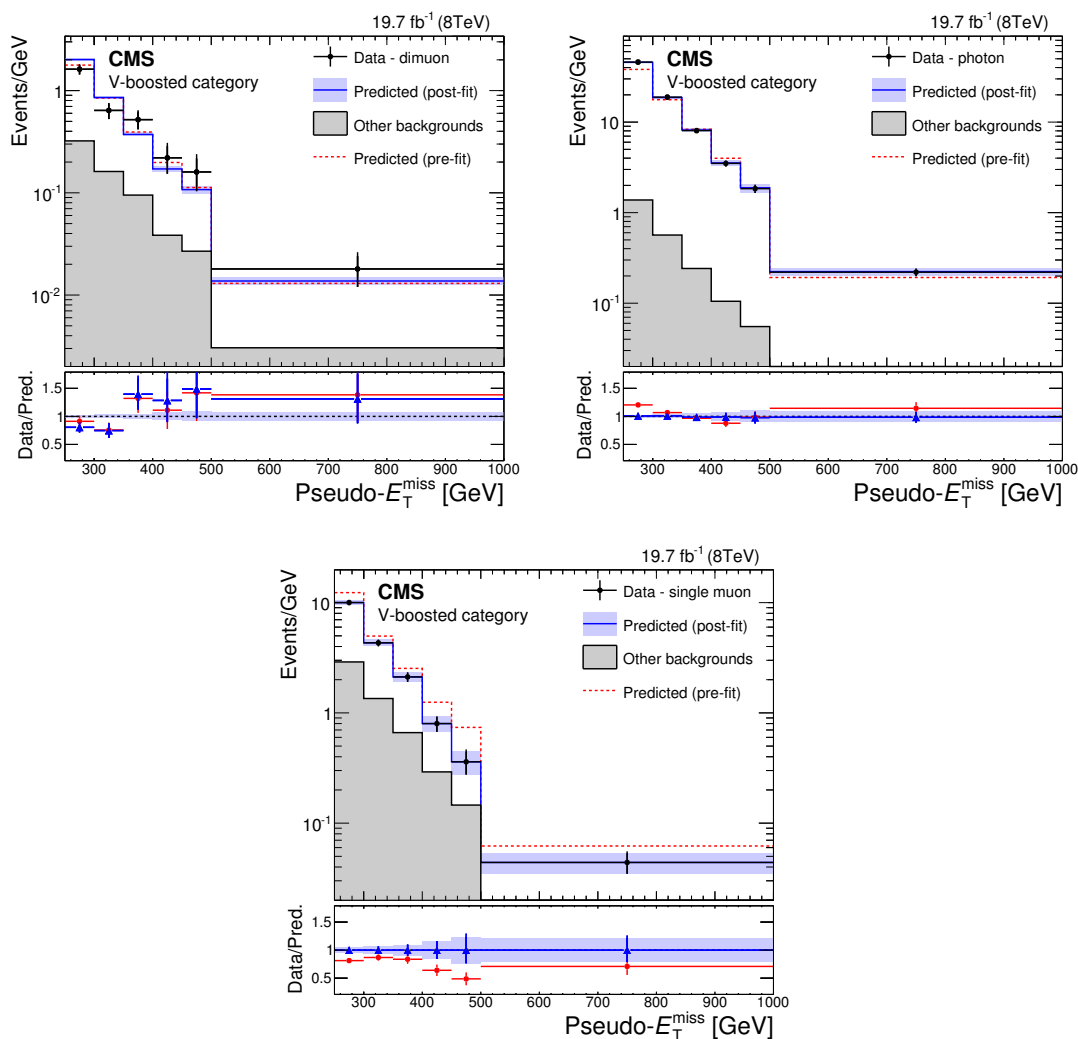 19.7 fb⁻¹ (8TeV)
Events/GeV
CMS
V-boosted category
Data - dimuon
Predicted (post-fit)
Other backgrounds
Predicted (pre-fit)
1
10⁻¹
10⁻²
Data/Pred.
1.5
1
0.5
300 400 500 600 700 800 900 1000
Pseudo-E_T^miss [GeV]
19.7 fb⁻¹ (8TeV)
Events/GeV
CMS
V-boosted category
Data - photon
Predicted (post-fit)
Other backgrounds
Predicted (pre-fit)
10
1
10⁻¹
Data/Pred.
1.5
1
0.5
300 400 500 600 700 800 900 1000
Pseudo-E_T^miss [GeV]
19.7 fb⁻¹ (8TeV)
Events/GeV
CMS
V-boosted category
Data - single muon
Predicted (post-fit)
Other backgrounds
Predicted (pre-fit)
10
1
10⁻¹
Data/Pred.
1.5
1
0.5
300 400 500 600 700 800 900 1000
Pseudo-E_T^miss [GeV]